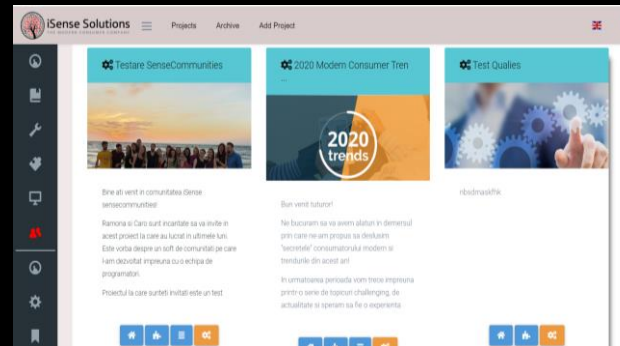 iSense Solutions
THE MODERN CONSUMER COMPANY
Projects Archive Add Project
Testare SenseCommunities
Bine ati venit in comunitatea iSense
sensecommunities!
Ramona si Caro sunt incantate sa va invite in
acest proiect la care au lucrat in ultimele luni.
Este vorba despre un soft de comunitati pe care
l-am dezvoltat impreuna cu o echipa de
programatori.
Proiectul la care sunteti invitati este un test
2020 Modern Consumer Tren
...
2020
trends
Bun venit tuturor!
Ne bucuram sa va avem alaturi in demersul
prin care ne-am propus sa deslusim
"secretele" consumatorului modern si
trendurile din acest an!
In urmatoarea perioada vom trece impreuna
printr-o serie de topicuri challenging, de
actualitate si speram sa fie o experienta
Test Qualies